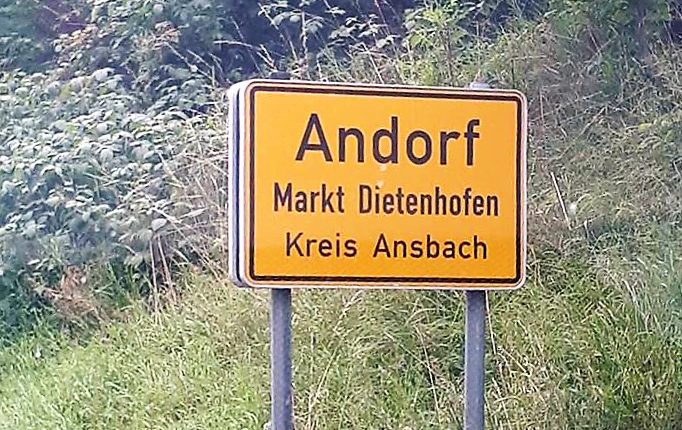 Andorf
Markt Dietenhofen
Kreis Ansbach